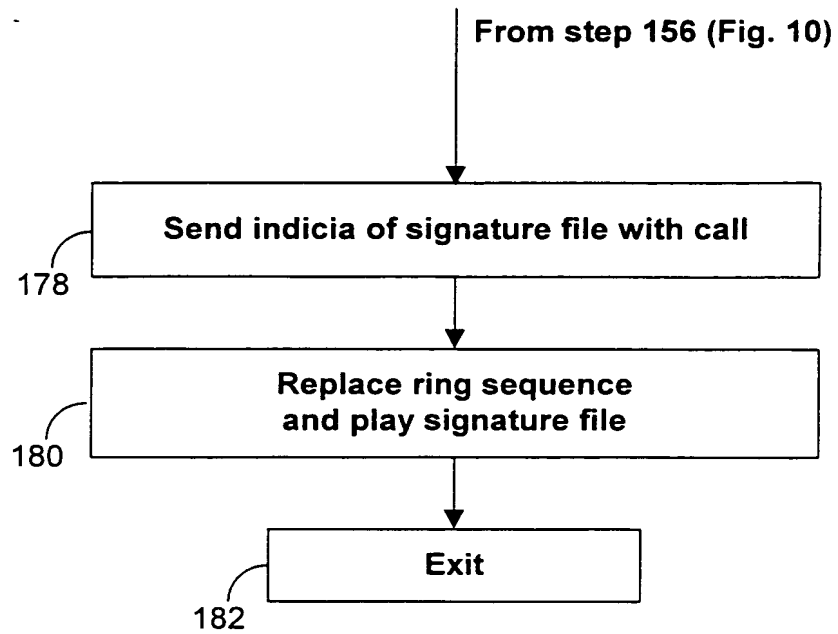 From step 156 (Fig. 10)
Send indicia of signature file with call
178
Replace ring sequence
and play signature file
180
Exit
182